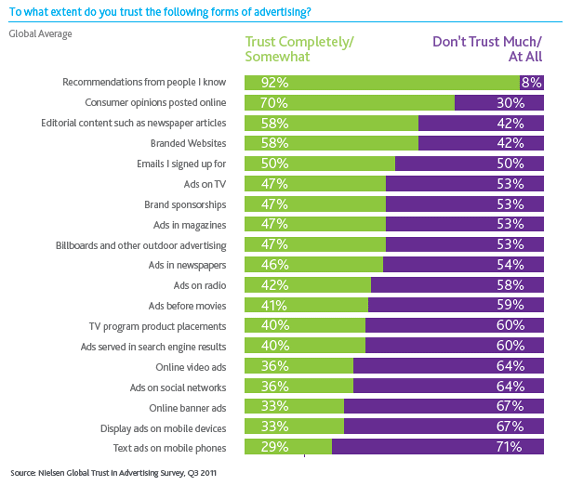 To what extent do you trust the following forms of advertising?
Global Average
Trust Completely/ Don't Trust Much/
Somewhat At All
Recommendations from people I know 92% 8%
Consumer opinions posted online 70% 30%
Editorial content such as newspaper articles 58% 42%
Branded Websites 58% 42%
Emails I signed up for 50% 50%
Ads on TV 47% 53%
Brand sponsorships 47% 53%
Ads in magazines 47% 53%
Billboards and other outdoor advertising 47% 53%
Ads in newspapers 46% 54%
Ads on radio 42% 58%
Ads before movies 41% 59%
TV program product placements 40% 60%
Ads served in search engine results 40% 60%
Online video ads 36% 64%
Ads on social networks 36% 64%
Online banner ads 33% 67%
Display ads on mobile devices 33% 67%
Text ads on mobile phones 29% 71%
Source: Nielsen Global Trust in Advertising Survey, Q3 2011